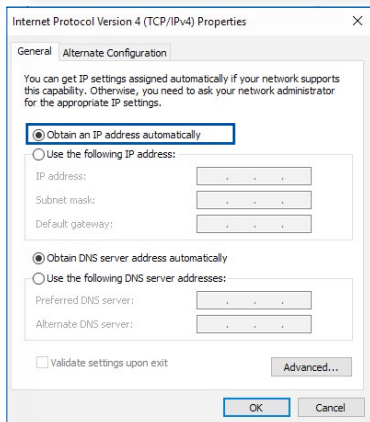 Internet Protocol Version 4 (TCP/IPv4) Properties
General
Alternate Configuration
You can get IP settings assigned automatically if your network supports
this capability. Otherwise, you need to ask your network administrator
for the appropriate IP settings.
Obtain an IP address automatically
Use the following IP address:
IP address:
Subnet mask:
Default gateway:
Obtain DNS server address automatically
Use the following DNS server addresses:
Preferred DNS server:
Alternate DNS server:
Validate settings upon exit
Advanced...
OK
Cancel